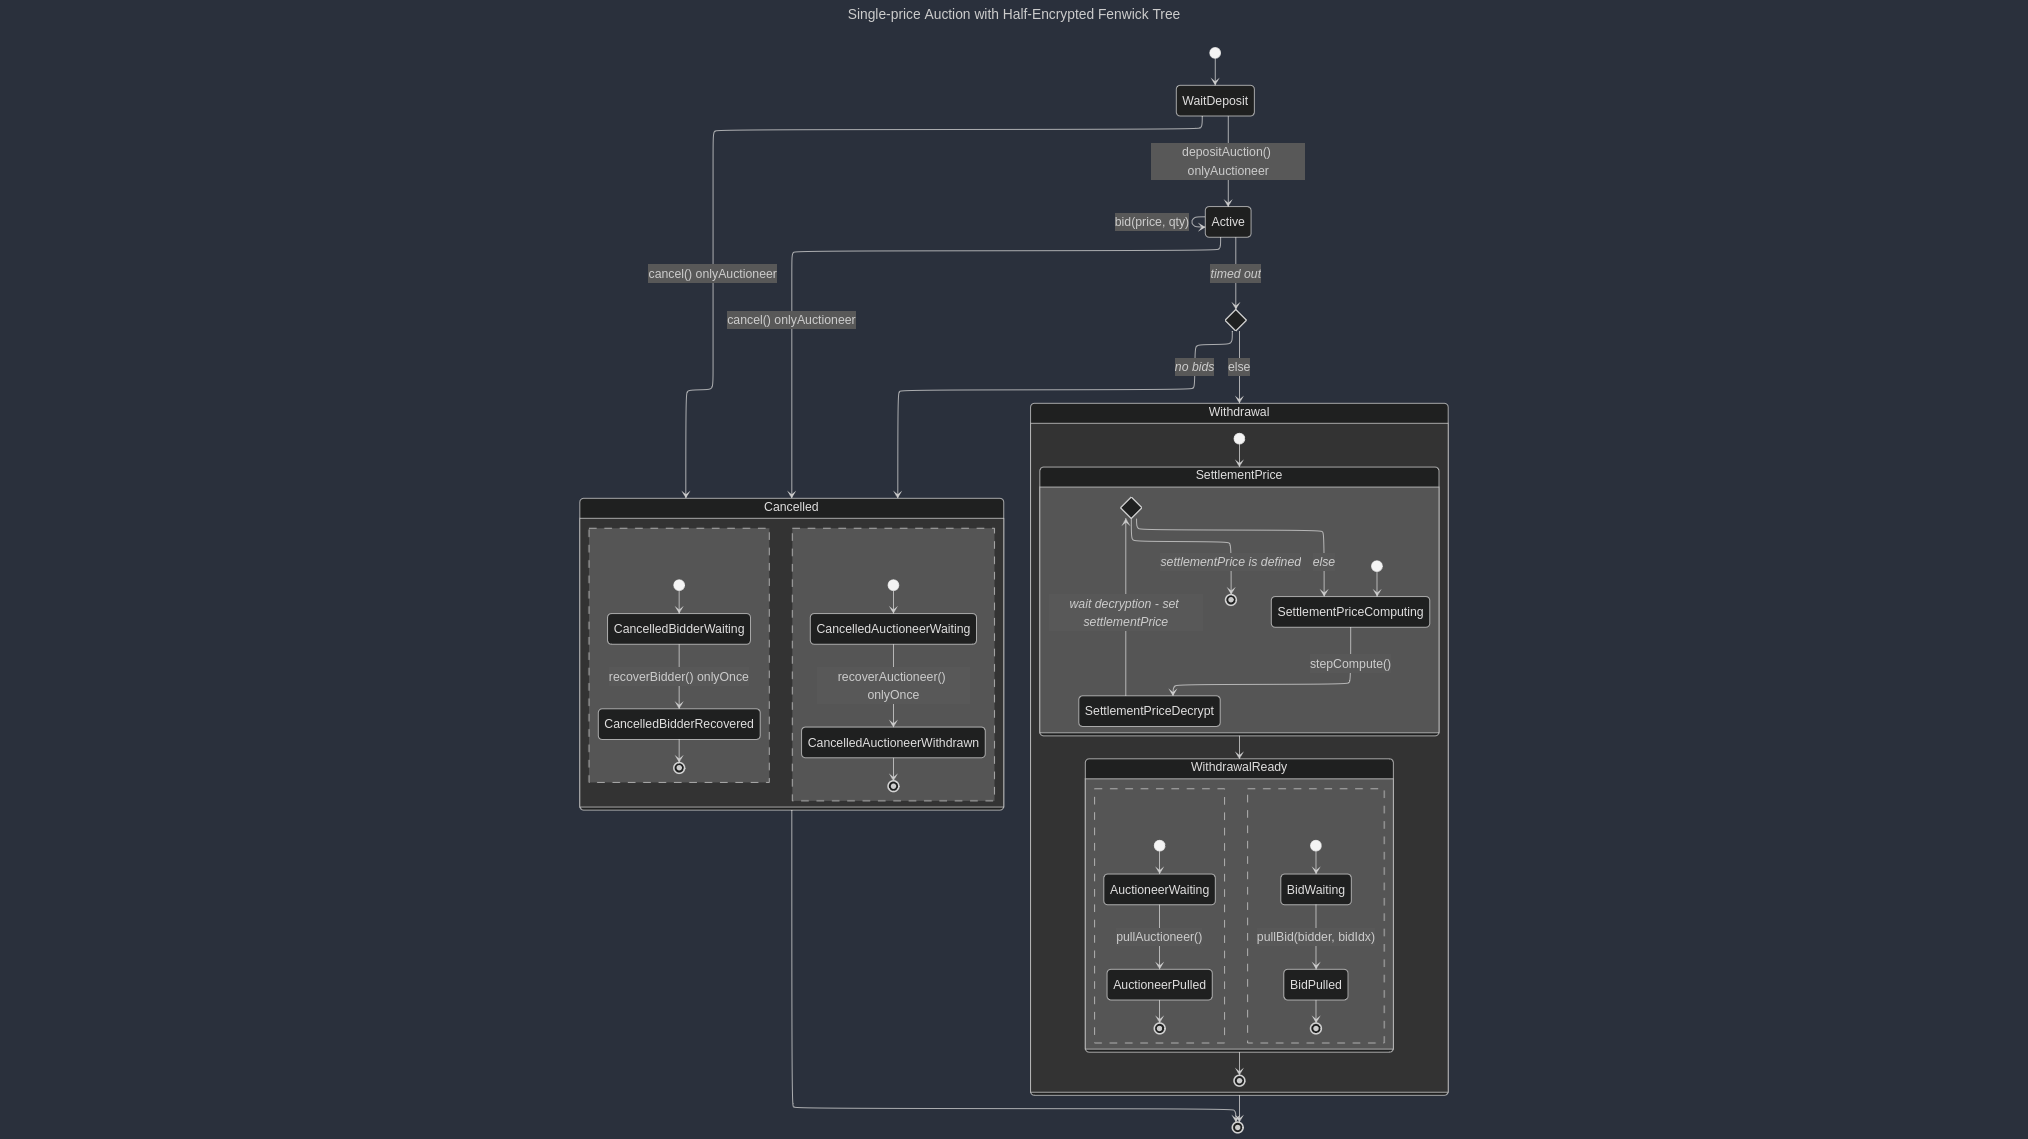 Single-price Auction with Half-Encrypted Fenwick Tree
WaitDeposit
depositAuction()
onlyAuctioneer
bid(price, qty)
Active
cancel() onlyAuctioneer
timed out
cancel() onlyAuctioneer
no bids
else
Withdrawal
SettlementPrice
Cancelled
settlementPrice is defined
else
wait decryption - set
settlementPrice
SettlementPriceComputing
CancelledBidderWaiting
CancelledAuctioneerWaiting
stepCompute()
recoverBidder() onlyOnce
recoverAuctioneer()
onlyOnce
SettlementPriceDecrypt
CancelledBidderRecovered
CancelledAuctioneerWithdrawn
WithdrawalReady
AuctioneerWaiting
BidWaiting
pullAuctioneer()
pullBid(bidder, bidIdx)
AuctioneerPulled
BidPulled